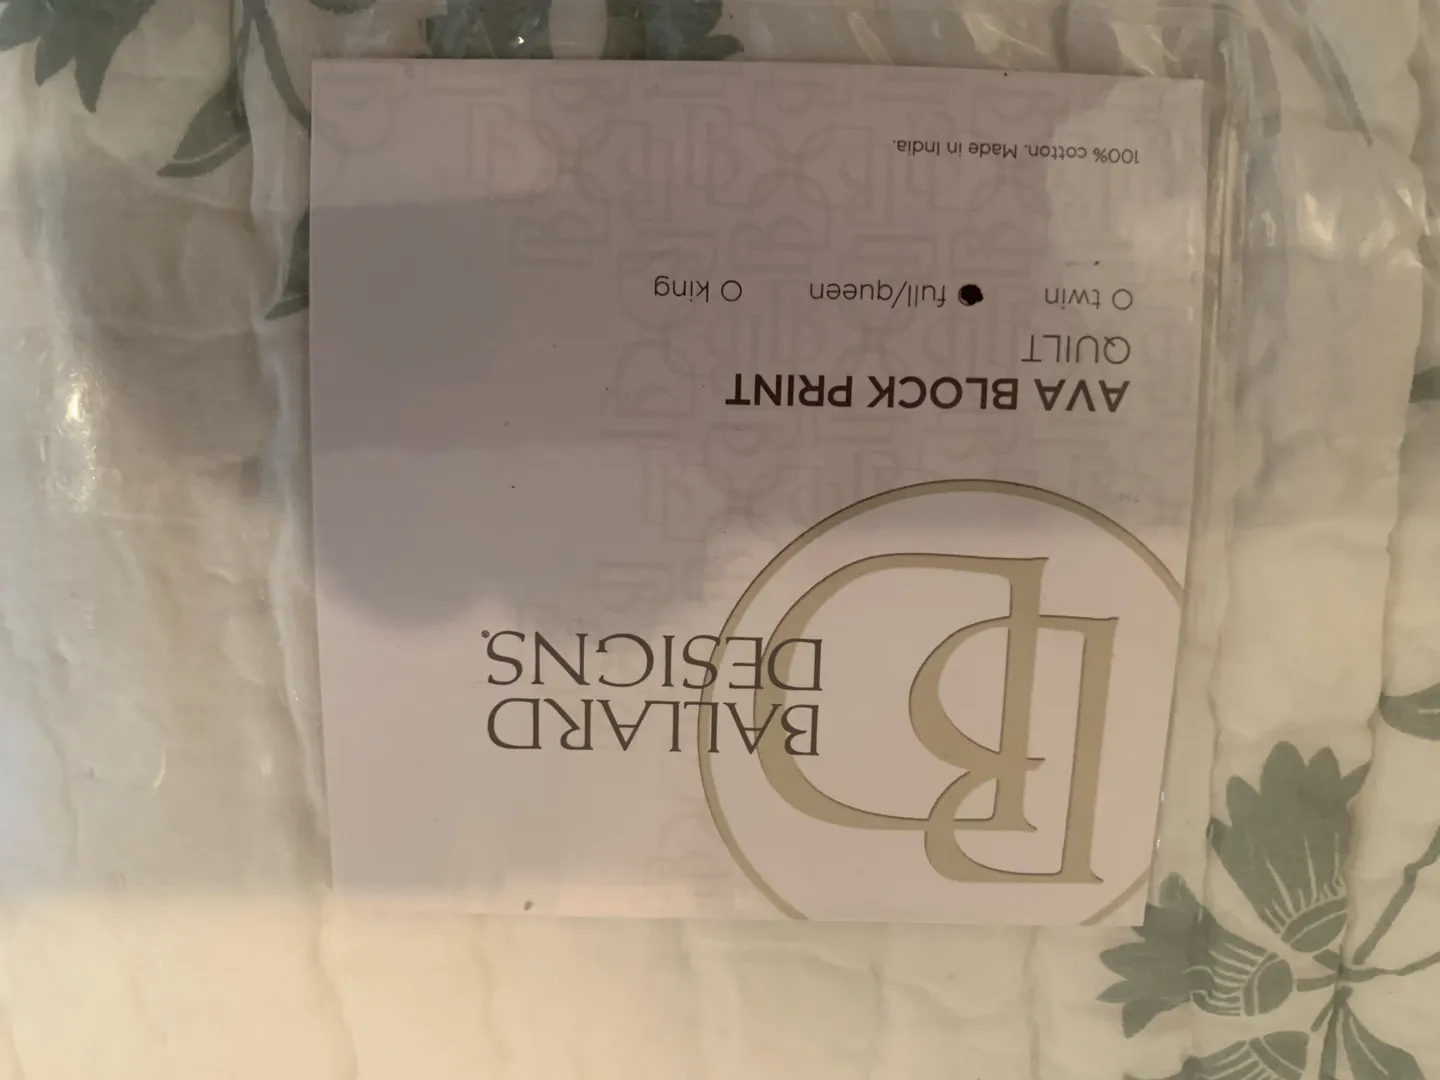 BALLARD
DESIGNS®
AVA BLOCK PRINT
QUILT
O twin ● full/queen O king
100% cotton. Made in India.